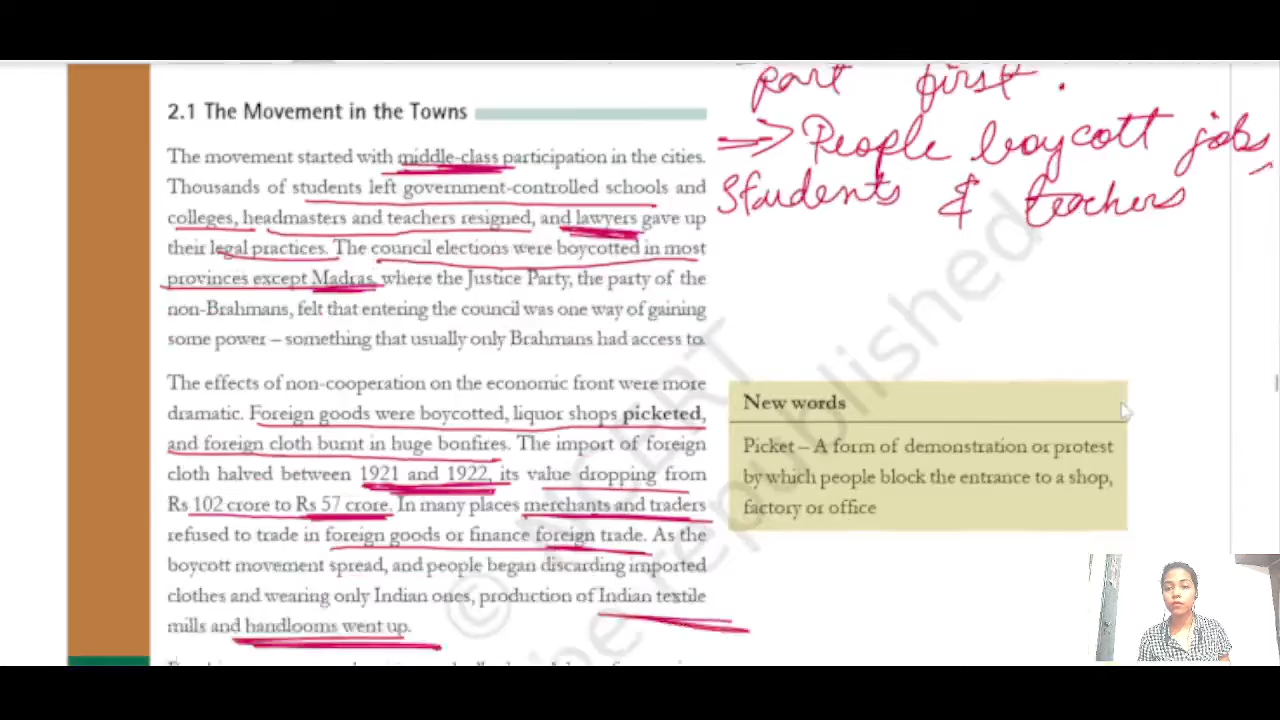 part first.
⇒ People boycott jobs,
Students & teachers
2.1 The Movement in the Towns
The movement started with middle-class participation in the cities.
Thousands of students left government-controlled schools and
colleges, headmasters and teachers resigned, and lawyers gave up
their legal practices. The council elections were boycotted in most
provinces except Madras, where the Justice Party, the party of the
non-Brahmans, felt that entering the council was one way of gaining
some power – something that usually only Brahmans had access to.
The effects of non-cooperation on the economic front were more
dramatic. Foreign goods were boycotted, liquor shops picketed,
and foreign cloth burnt in huge bonfires. The import of foreign
cloth halved between 1921 and 1922, its value dropping from
Rs 102 crore to Rs 57 crore. In many places merchants and traders
refused to trade in foreign goods or finance foreign trade. As the
boycott movement spread, and people began discarding imported
clothes and wearing only Indian ones, production of Indian textile
mills and handlooms went up.
New words
Picket – A form of demonstration or protest
by which people block the entrance to a shop,
factory or office
© NCERT
be republished